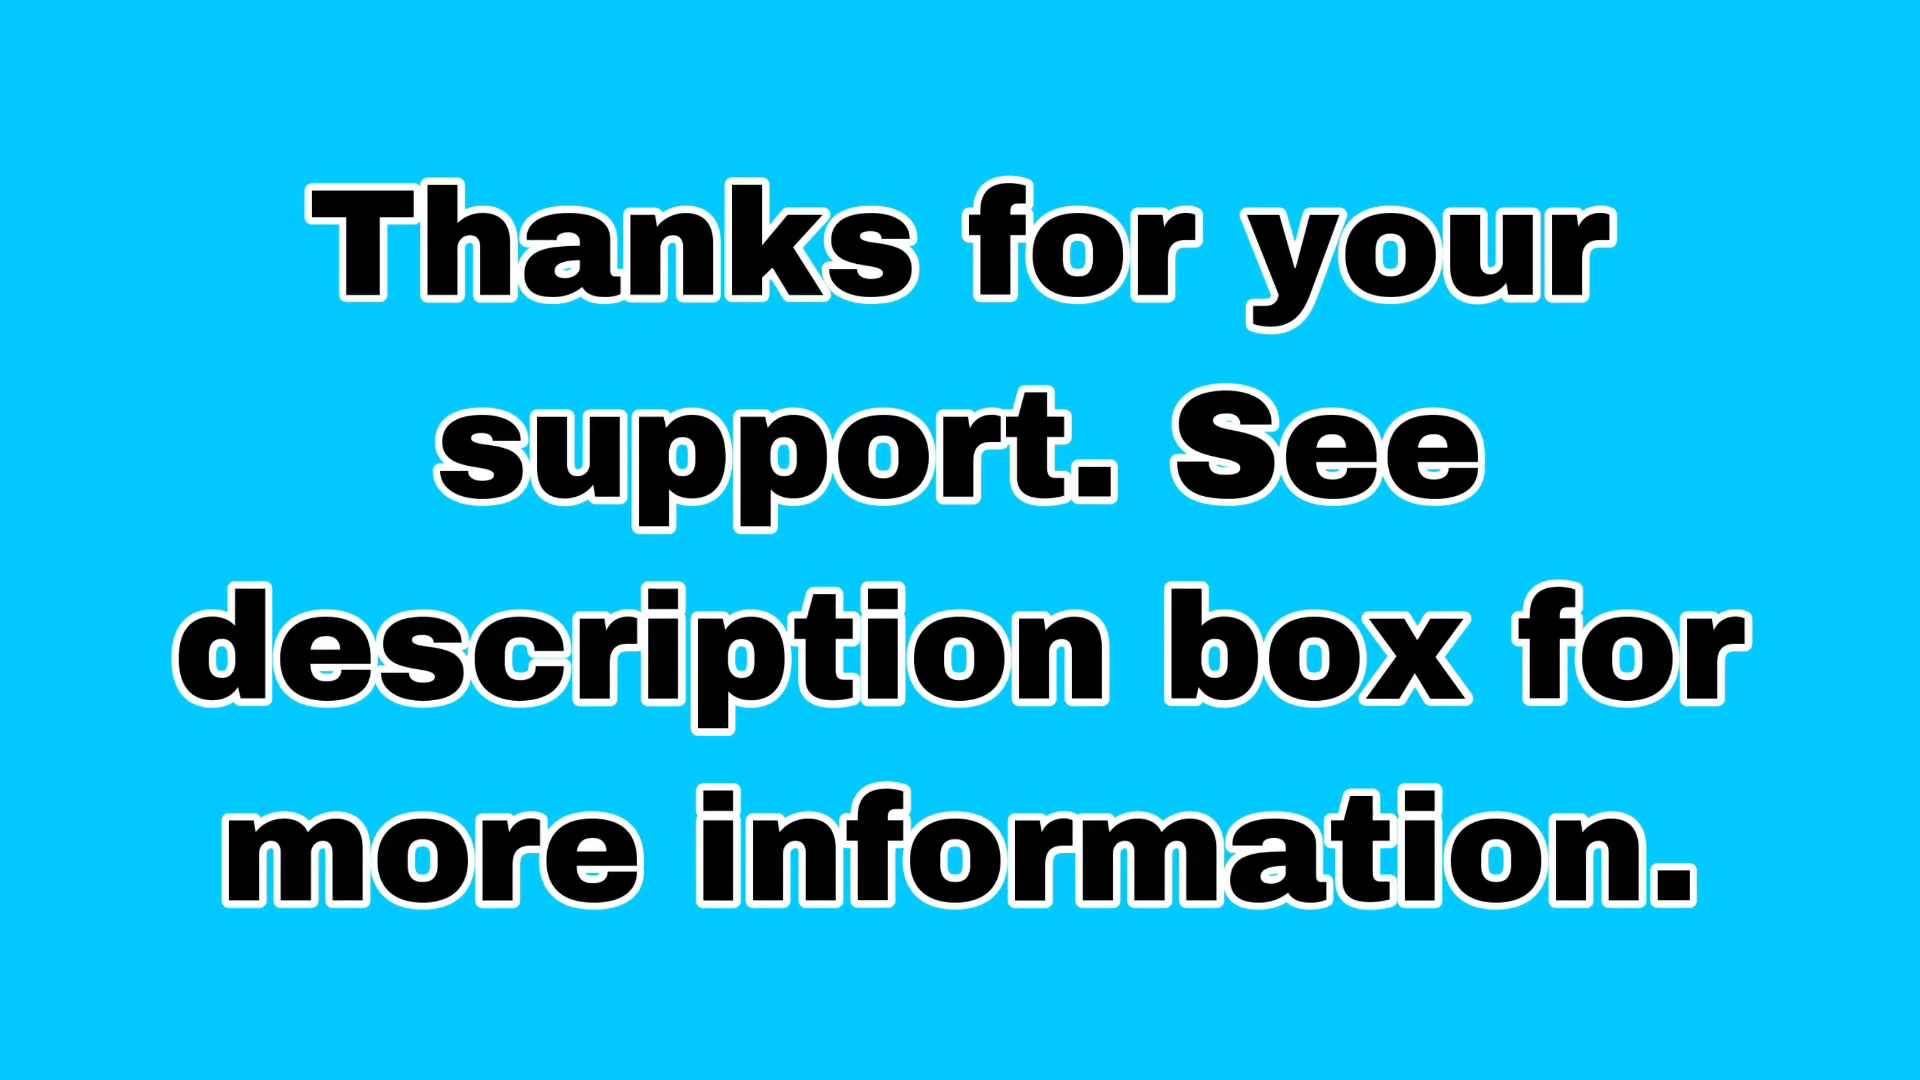 Thanks for your
support. See
description box for
more information.